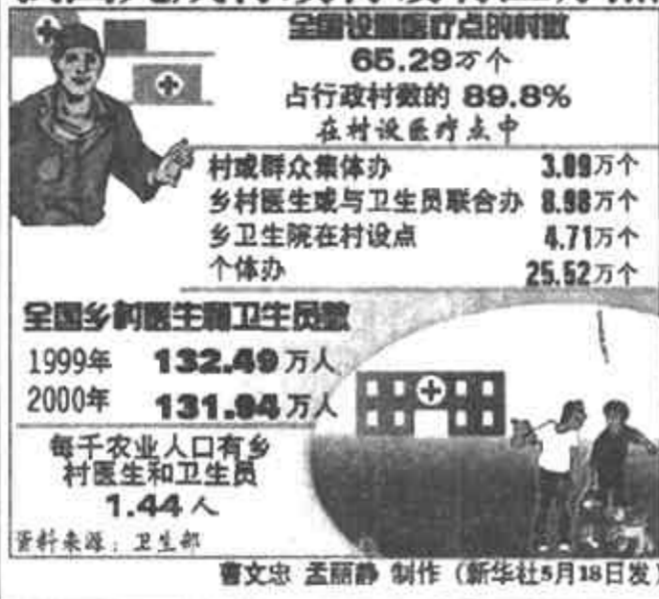 全国设置医疗点的村数
65.29万个
占行政村数的 89.8%
在村设医疗点中
村或群众集体办 3.09万个
乡村医生或与卫生员联合办 8.98万个
乡卫生院在村设点 4.71万个
个体办 25.52万个
全国乡村医生和卫生员数
1999年 132.49万人
2000年 131.94万人
每千农业人口有乡
村医生和卫生员
1.44人
资料来源：卫生部
曹文忠 孟丽静 制作（新华社5月18日发）